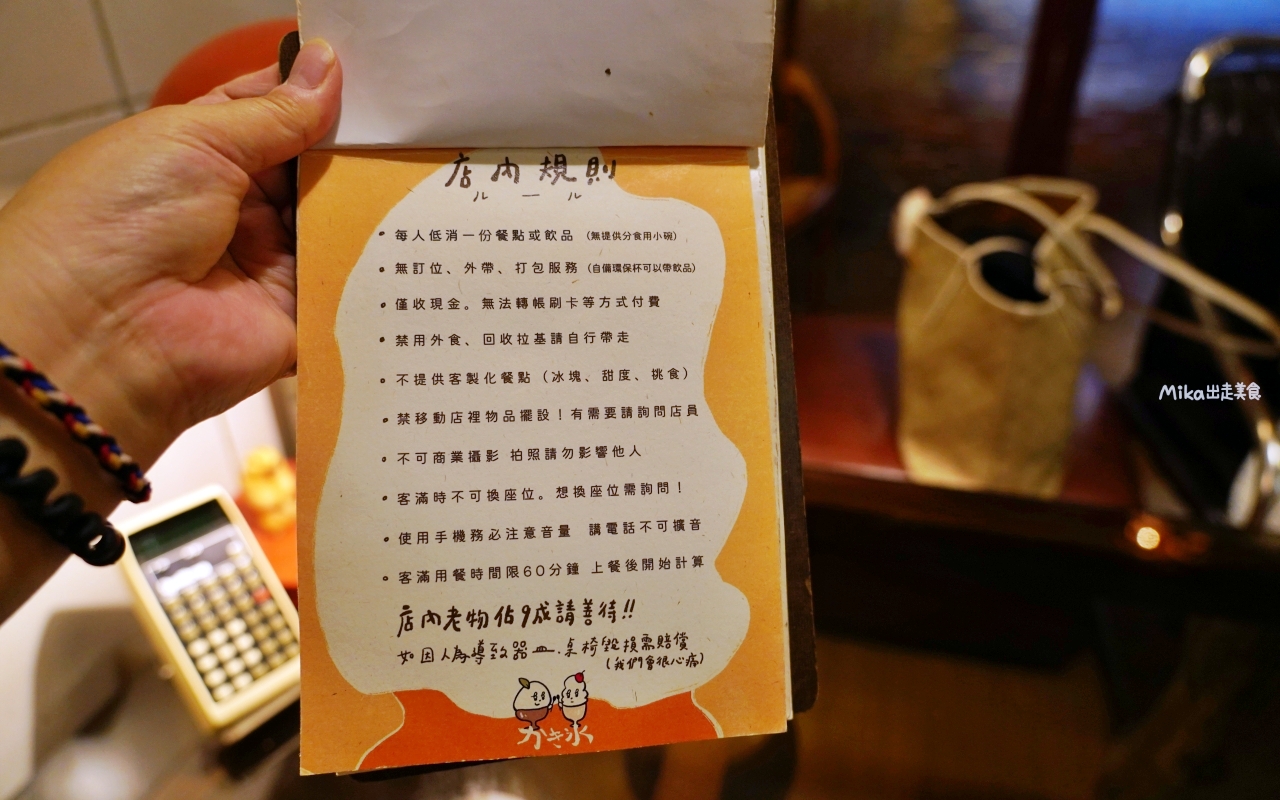 店內規則
ルール
• 每人低消一份餐點或飲品 (無提供分食用小碗)
• 無訂位、外帶、打包服務 (自備環保杯可以帶飲品)
• 僅收現金。無法轉帳刷卡等方式付費
• 禁用外食、回收拉基請自行帶走
• 不提供客製化餐點 (冰塊、甜度、挑食)
• 禁移動店裡物品擺設！有需要請詢問店員
• 不可商業攝影 拍照請勿影響他人
• 客滿時不可換座位。想換座位需詢問！
• 使用手機務必注意音量 講電話不可擴音
• 客滿用餐時間限60分鐘 上餐後開始計算
店內老物佔9成請善待!!
如因人為導致器皿.桌椅毀損需賠償
(我們會很心痛)
かき氷
Mika出走美食